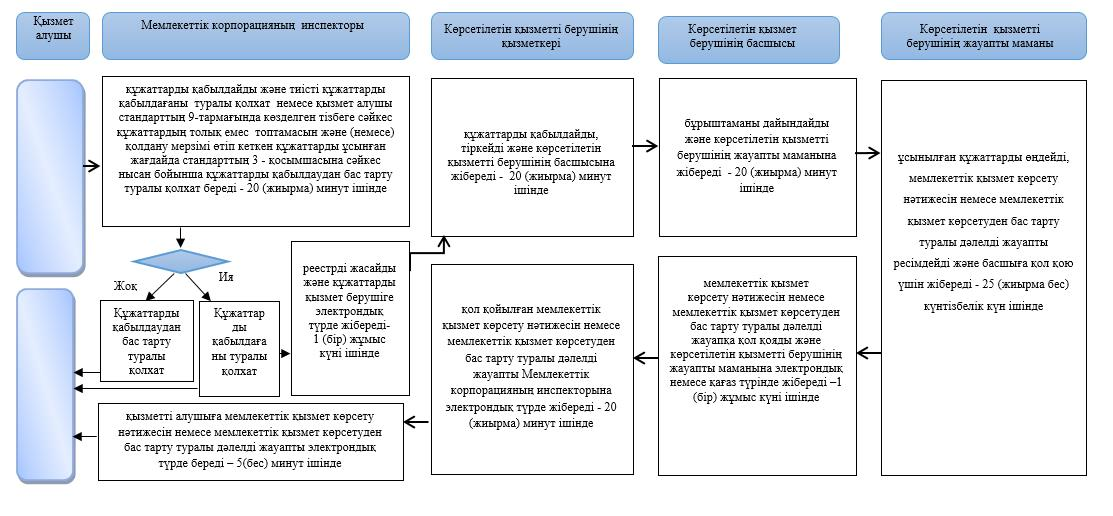 Қызмет
алушы
Мемлекеттік корпорацияның инспекторы
Көрсетілетін қызметті берушінің
қызметкері
Көрсетілетін қызмет
берушінің басшысы
Көрсетілетін қызметті
берушінің жауапты маманы
құжаттарды қабылдайды және тиісті құжаттарды
қабылдағаны туралы қолхат немесе қызмет алушы
стандарттың 9-тармағында көзделген тізбеге сәйкес
құжаттардың толық емес топтамасын және (немесе)
қолдану мерзімі өтіп кеткен құжаттарды ұсынған
жағдайда стандарттың 3 - қосымшасына сәйкес
нысан бойынша құжаттарды қабылдаудан бас тарту
туралы қолхат береді - 20 (жиырма) минут ішінде
Жоқ
Ия
Құжаттарды
қабылдаудан
бас тарту
туралы
қолхат
Құжаттар
ды
қабылдаға
ны туралы
қолхат
реестрді жасайды
және құжаттарды
қызмет берушіге
электрондық
түрде жібереді-
1 (бір) жұмыс
күні ішінде
құжаттарды қабылдайды,
тіркейді және көрсетілетін
қызметті берушінің басшысына
жібереді - 20 (жиырма) минут
ішінде
бұрыштаманы дайындайды
және көрсетілетін қызметті
берушінің жауапты маманына
жібереді - 20 (жиырма) минут
ішінде
ұсынылған құжаттарды өңдейді,
мемлекеттік қызмет көрсету
нәтижесін немесе мемлекеттік
қызмет көрсетуден бас тарту
туралы дәлелді жауапты
ресімдейді және басшыға қол қою
үшін жібереді - 25 (жиырма бес)
күнтізбелік күн ішінде
мемлекеттік қызмет
көрсету нәтижесін немесе
мемлекеттік қызмет көрсетуден
бас тарту туралы дәлелді
жауапқа қол қояды және
көрсетілетін қызметті берушінің
жауапты маманына электрондық
немесе қағаз түрінде жібереді –1
(бір) жұмыс күні ішінде
қол қойылған мемлекеттік
қызмет көрсету нәтижесін немесе
мемлекеттік қызмет көрсетуден
бас тарту туралы дәлелді
жауапты Мемлекеттік
корпорацияның инспекторына
электрондық түрде жібереді - 20
(жиырма) минут ішінде
қызметті алушыға мемлекеттік қызмет көрсету
нәтижесін немесе мемлекеттік қызмет көрсетуден
бас тарту туралы дәлелді жауапты электрондық
түрде береді – 5(бес) минут ішінде